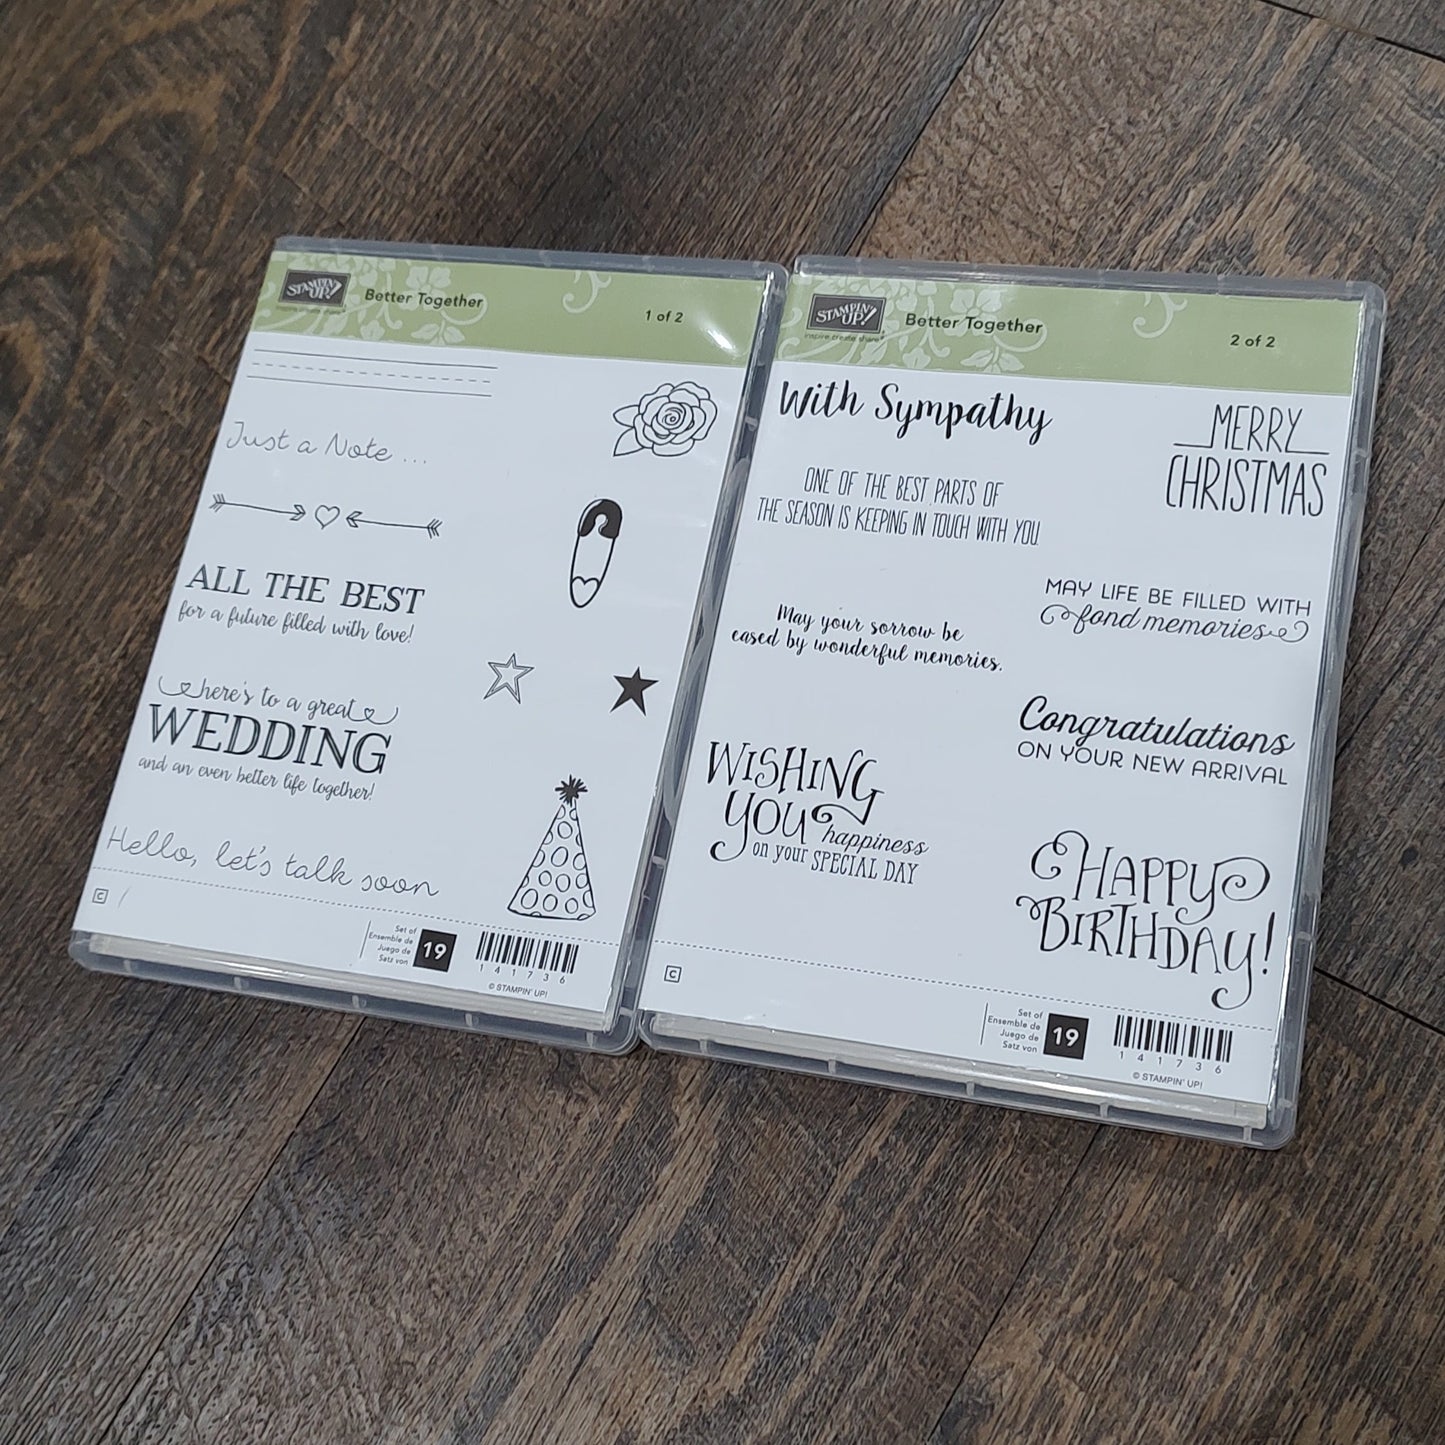 STAMPIN' UP!
inspire.create.share
Better Together
1 of 2
Just a Note ...
ALL THE BEST
for a future filled with love!
here's to a great
WEDDING
and an even better life together!
Hello, let's talk soon
C
Set of
Ensemble de
Juego de
Satz von
19
141736
© STAMPIN' UP!
STAMPIN' UP!
inspire.create.share
Better Together
2 of 2
With Sympathy
MERRY
CHRISTMAS
ONE OF THE BEST PARTS OF
THE SEASON IS KEEPING IN TOUCH WITH YOU.
MAY LIFE BE FILLED WITH
fond memories
May your sorrow be
eased by wonderful memories.
Congratulations
ON YOUR NEW ARRIVAL
WISHING
YOU
happiness
on your SPECIAL DAY
HAPPY
BIRTHDAY!
C
Set of
Ensemble de
Juego de
Satz von
19
141736
© STAMPIN' UP!